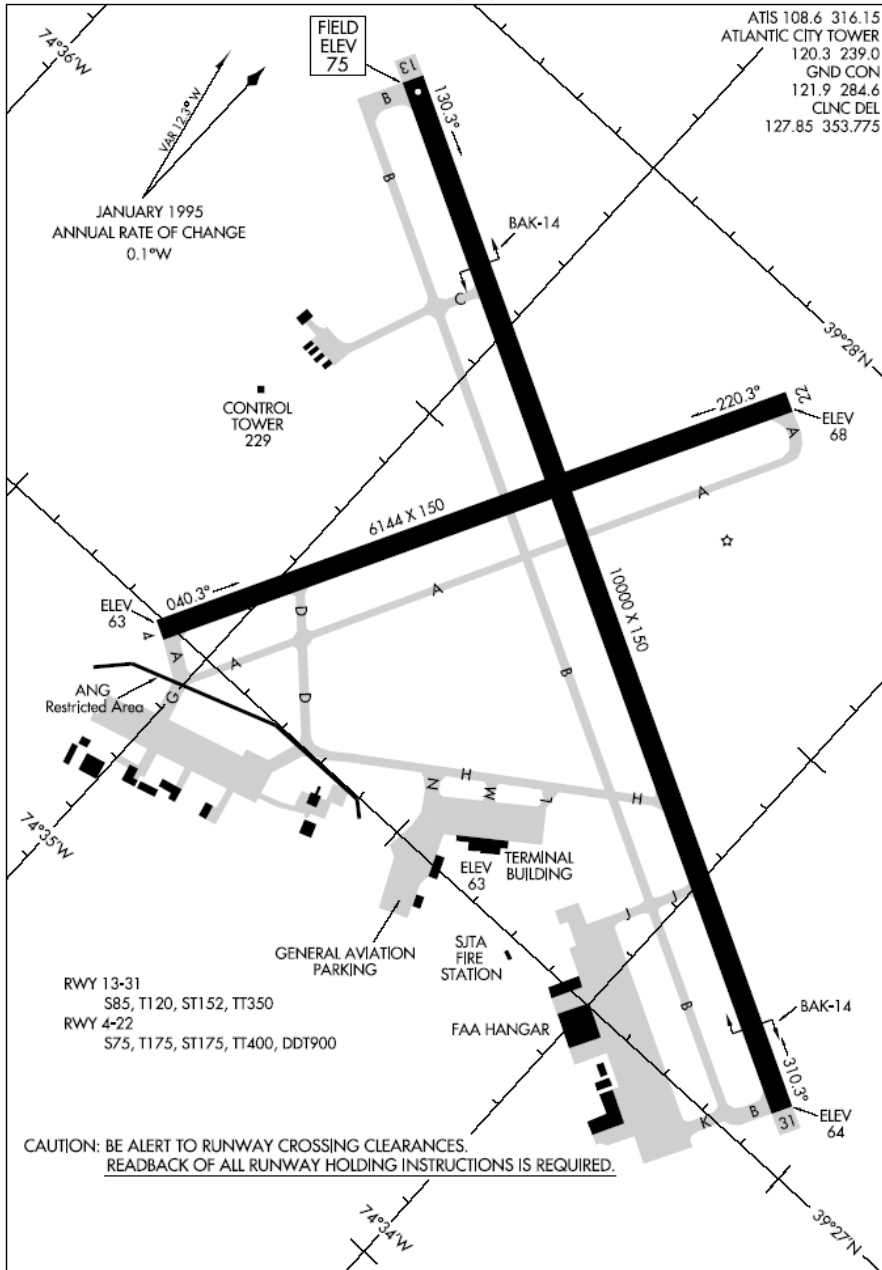 ATIS 108.6 316.15
ATLANTIC CITY TOWER
120.3 239.0
GND CON
121.9 284.6
CLNC DEL
127.85 353.775
FIELD
ELEV
75
74°36'W
VAR 12.3° W
JANUARY 1995
ANNUAL RATE OF CHANGE
0.1°W
13
B
130.3°
B
BAK-14
C
39°28'N
CONTROL
TOWER
229
22
220.3°
ELEV
68
A
A
6144 X 150
040.3°
ELEV
63
4
A
D
10000 X 150
A
A
G
D
B
ANG
Restricted Area
H
N
M
L
H
74°35'W
ELEV
63
TERMINAL
BUILDING
J
J
GENERAL AVIATION
PARKING
SJTA
FIRE
STATION
RWY 13-31
S85, T120, ST152, TT350
RWY 4-22
S75, T175, ST175, TT400, DDT900
FAA HANGAR
B
BAK-14
310.3°
K
B
31
ELEV
64
CAUTION: BE ALERT TO RUNWAY CROSSING CLEARANCES.
READBACK OF ALL RUNWAY HOLDING INSTRUCTIONS IS REQUIRED.
74°34'W
39°27'N